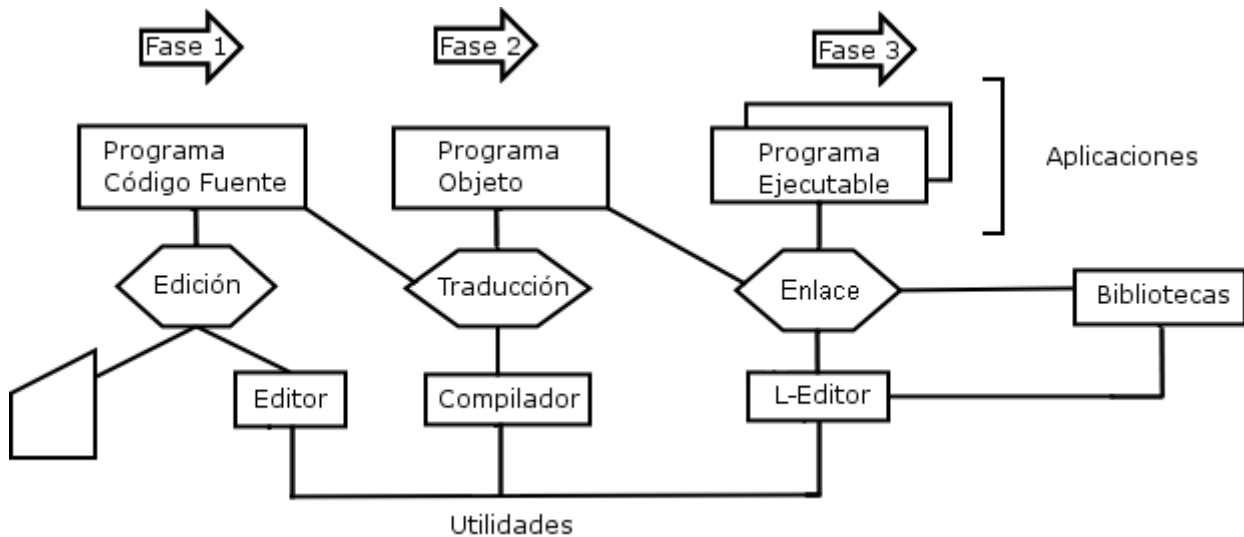 Fase 1
Fase 2
Fase 3
Programa
Código Fuente
Programa
Objeto
Programa
Ejecutable
Aplicaciones
Edición
Traducción
Enlace
Bibliotecas
Editor
Compilador
L-Editor
Utilidades